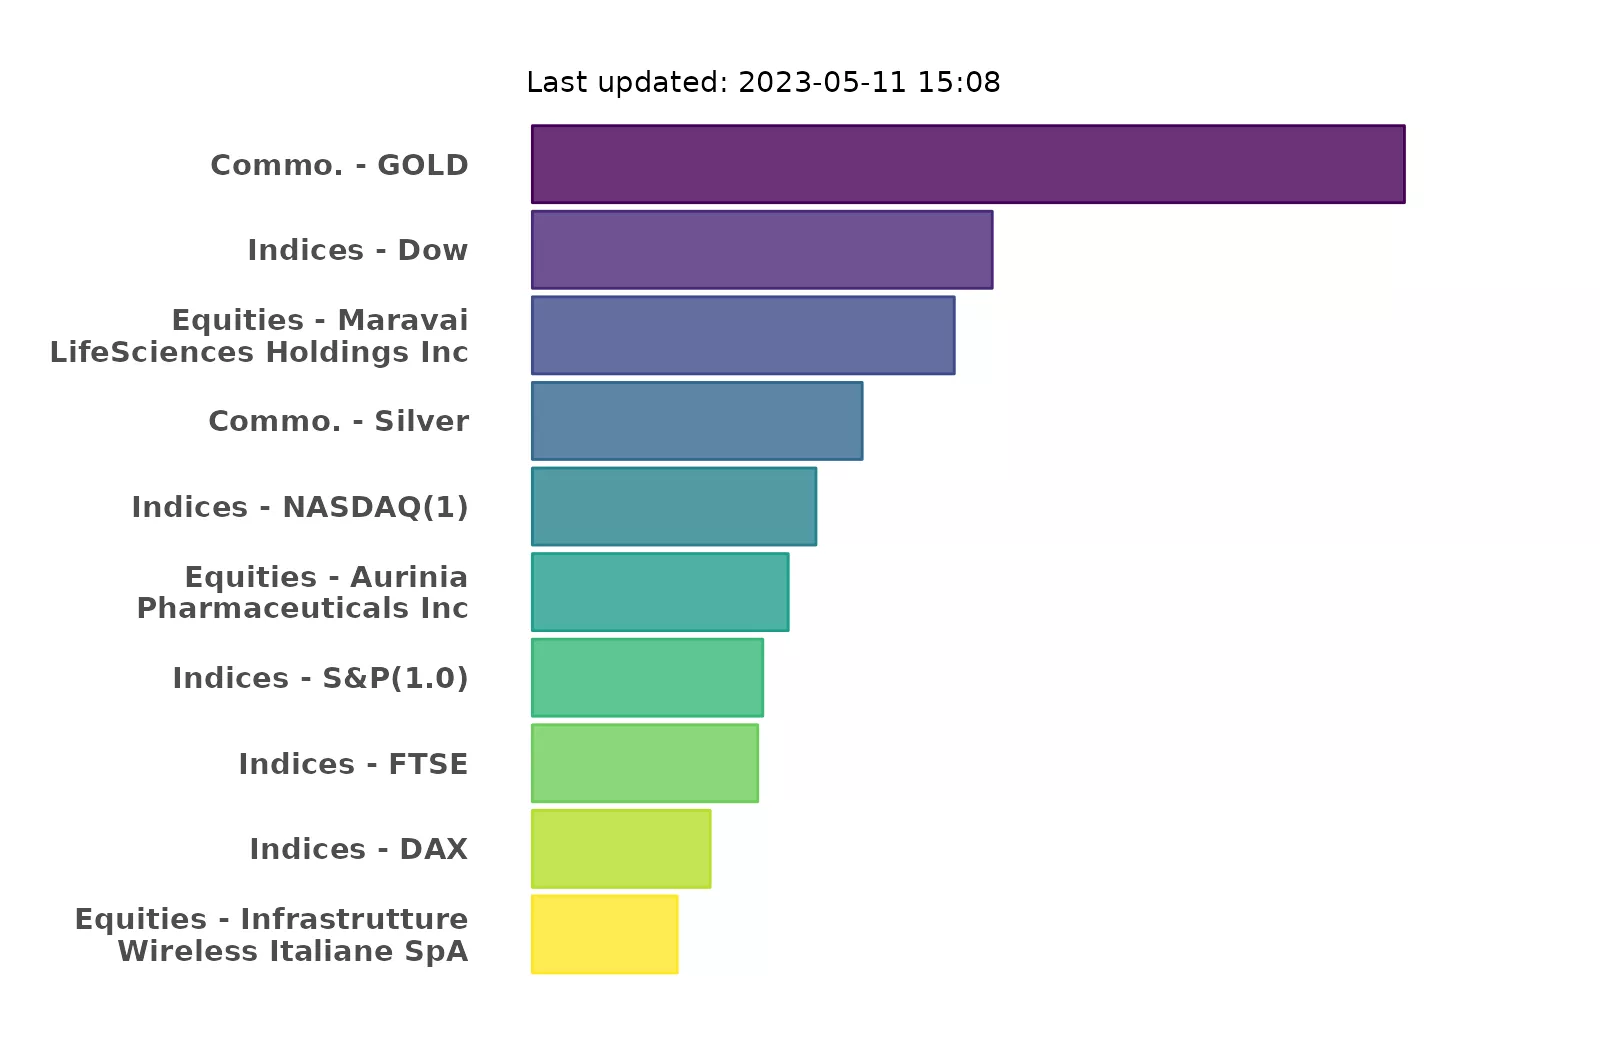 Last updated: 2023-05-11 15:08
Commo. - GOLD
Indices - Dow
Equities - Maravai
LifeSciences Holdings Inc
Commo. - Silver
Indices - NASDAQ(1)
Equities - Aurinia
Pharmaceuticals Inc
Indices - S&P(1.0)
Indices - FTSE
Indices - DAX
Equities - Infrastrutture
Wireless Italiane SpA